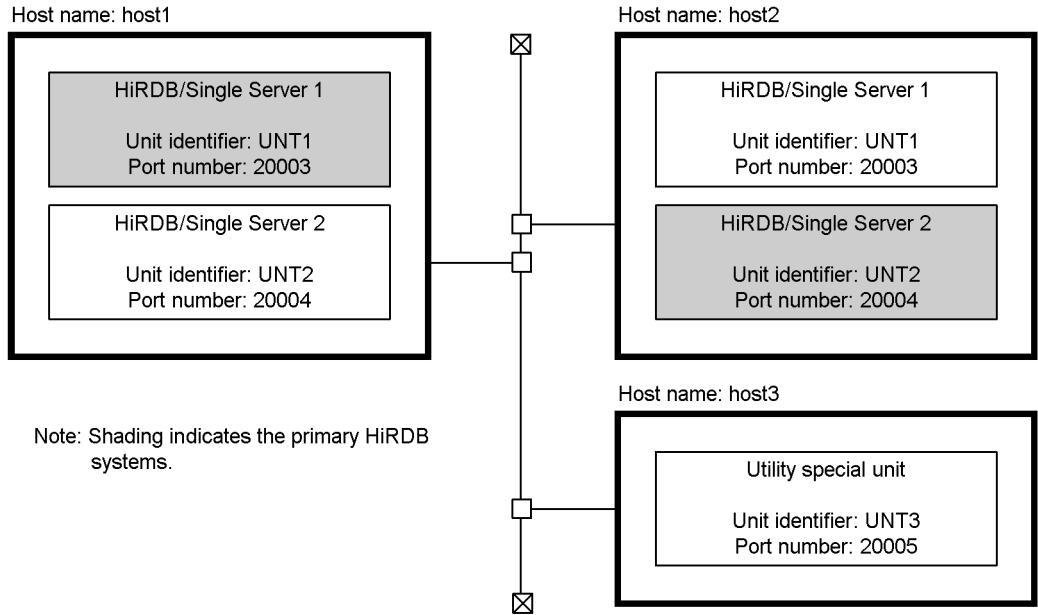 Host name: host1
HiRDB/Single Server 1
Unit identifier: UNT1
Port number: 20003
HiRDB/Single Server 2
Unit identifier: UNT2
Port number: 20004
Host name: host2
HiRDB/Single Server 1
Unit identifier: UNT1
Port number: 20003
HiRDB/Single Server 2
Unit identifier: UNT2
Port number: 20004
Note: Shading indicates the primary HiRDB
systems.
Host name: host3
Utility special unit
Unit identifier: UNT3
Port number: 20005